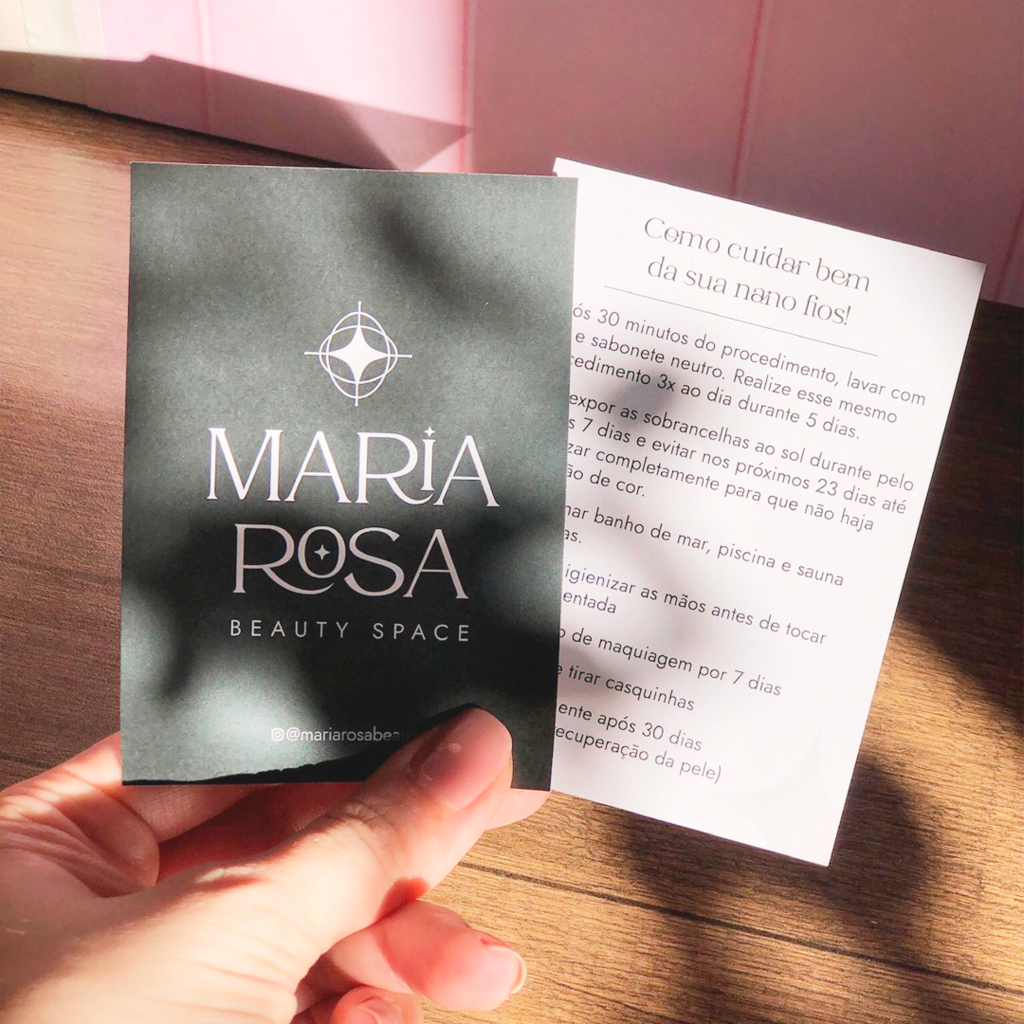 MARIA
ROSA
BEAUTY SPACE
Como cuidar bem
da sua nano fios!
30 minutos do procedimento, lavar com
e sabonete neutro. Realize esse mesmo
3x ao dia durante 5 dias.
expor as sobrancelhas ao sol durante pelo
7 dias e evitar nos próximos 23 dias até
completamente para que não haja
de cor.
banho de mar, piscina e sauna
igienizar as mãos antes de tocar
de maquiagem por 7 dias
tirar casquinhas
após 30 dias
ecuperação da pele)